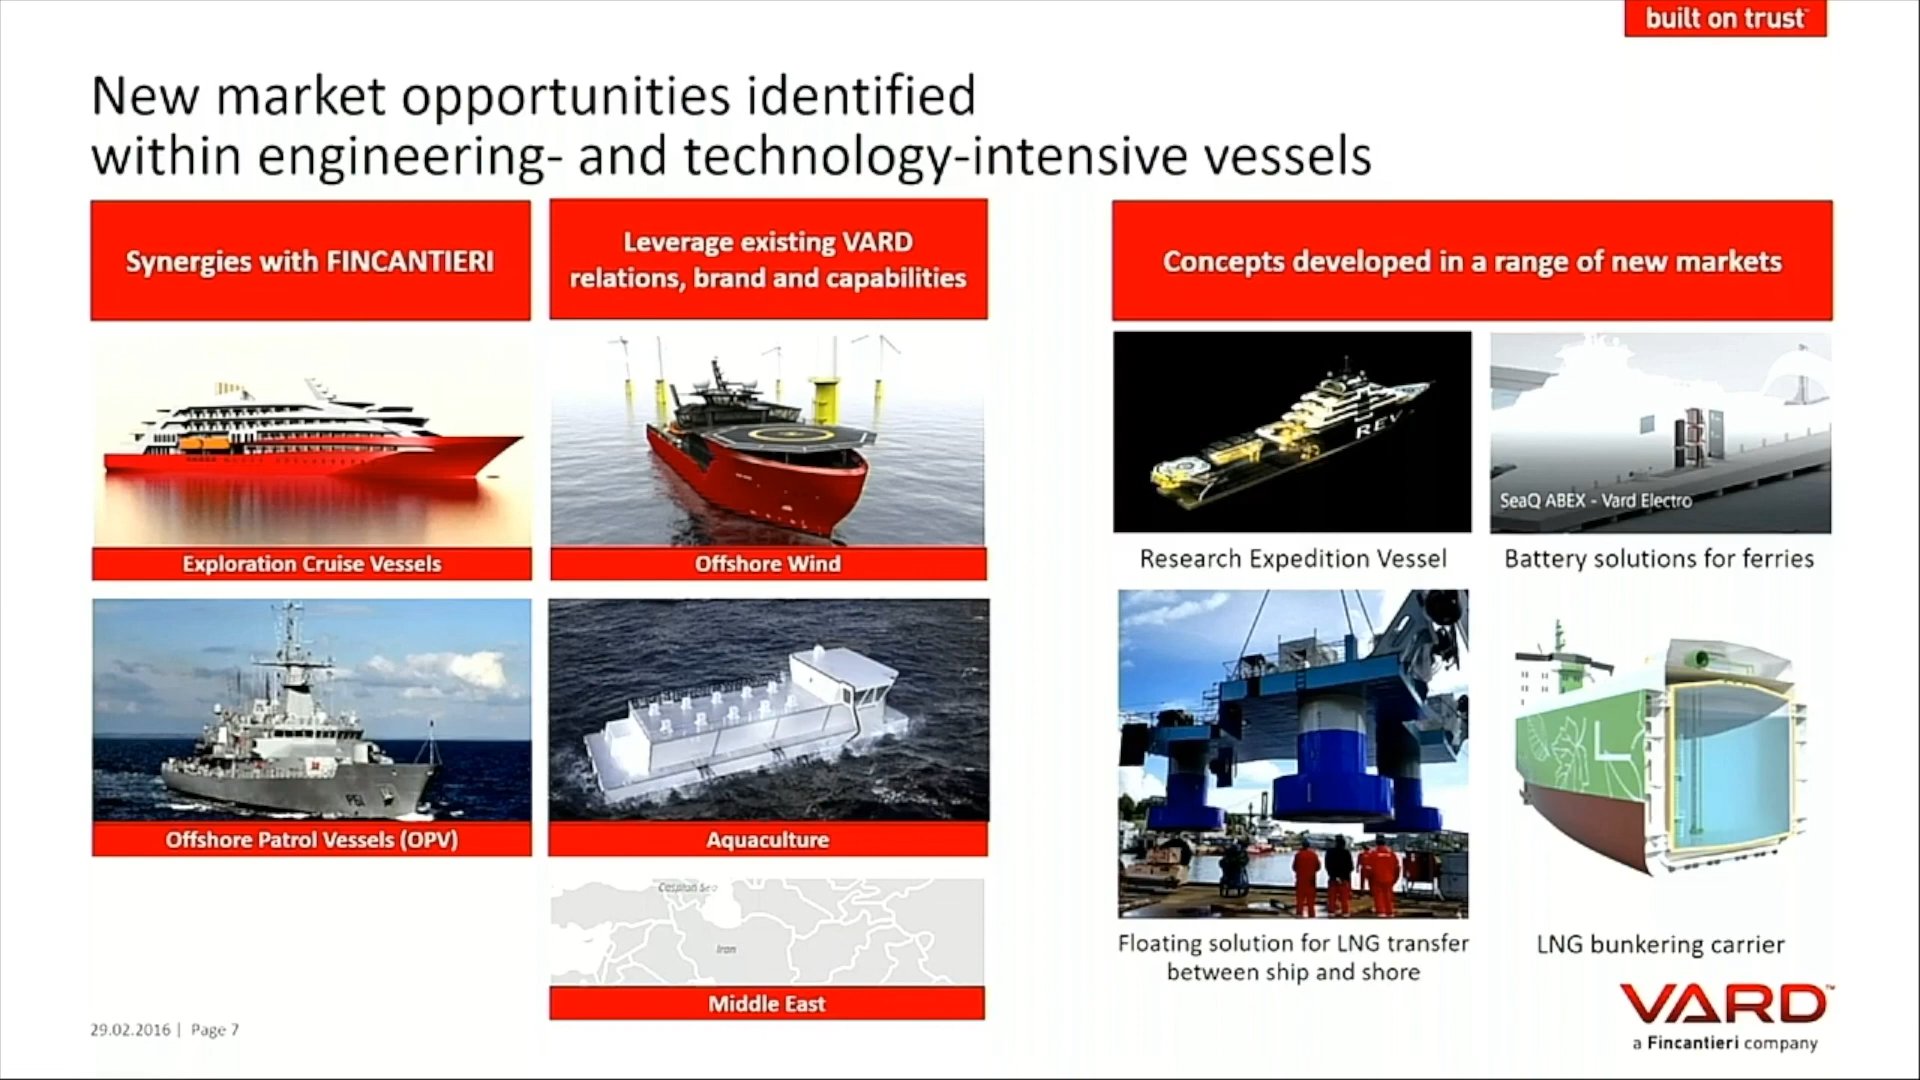 built on trust
New market opportunities identified
within engineering- and technology-intensive vessels
Synergies with FINCANTIERI
Exploration Cruise Vessels
P61
Offshore Patrol Vessels (OPV)
Leverage existing VARD
relations, brand and capabilities
Offshore Wind
Aquaculture
Caspian Sea
Iran
Middle East
Concepts developed in a range of new markets
REV
Research Expedition Vessel
SeaQ ABEX - Vard Electro
Battery solutions for ferries
Floating solution for LNG transfer
between ship and shore
L
LNG bunkering carrier
29.02.2016 | Page 7
VARD™
a Fincantieri company